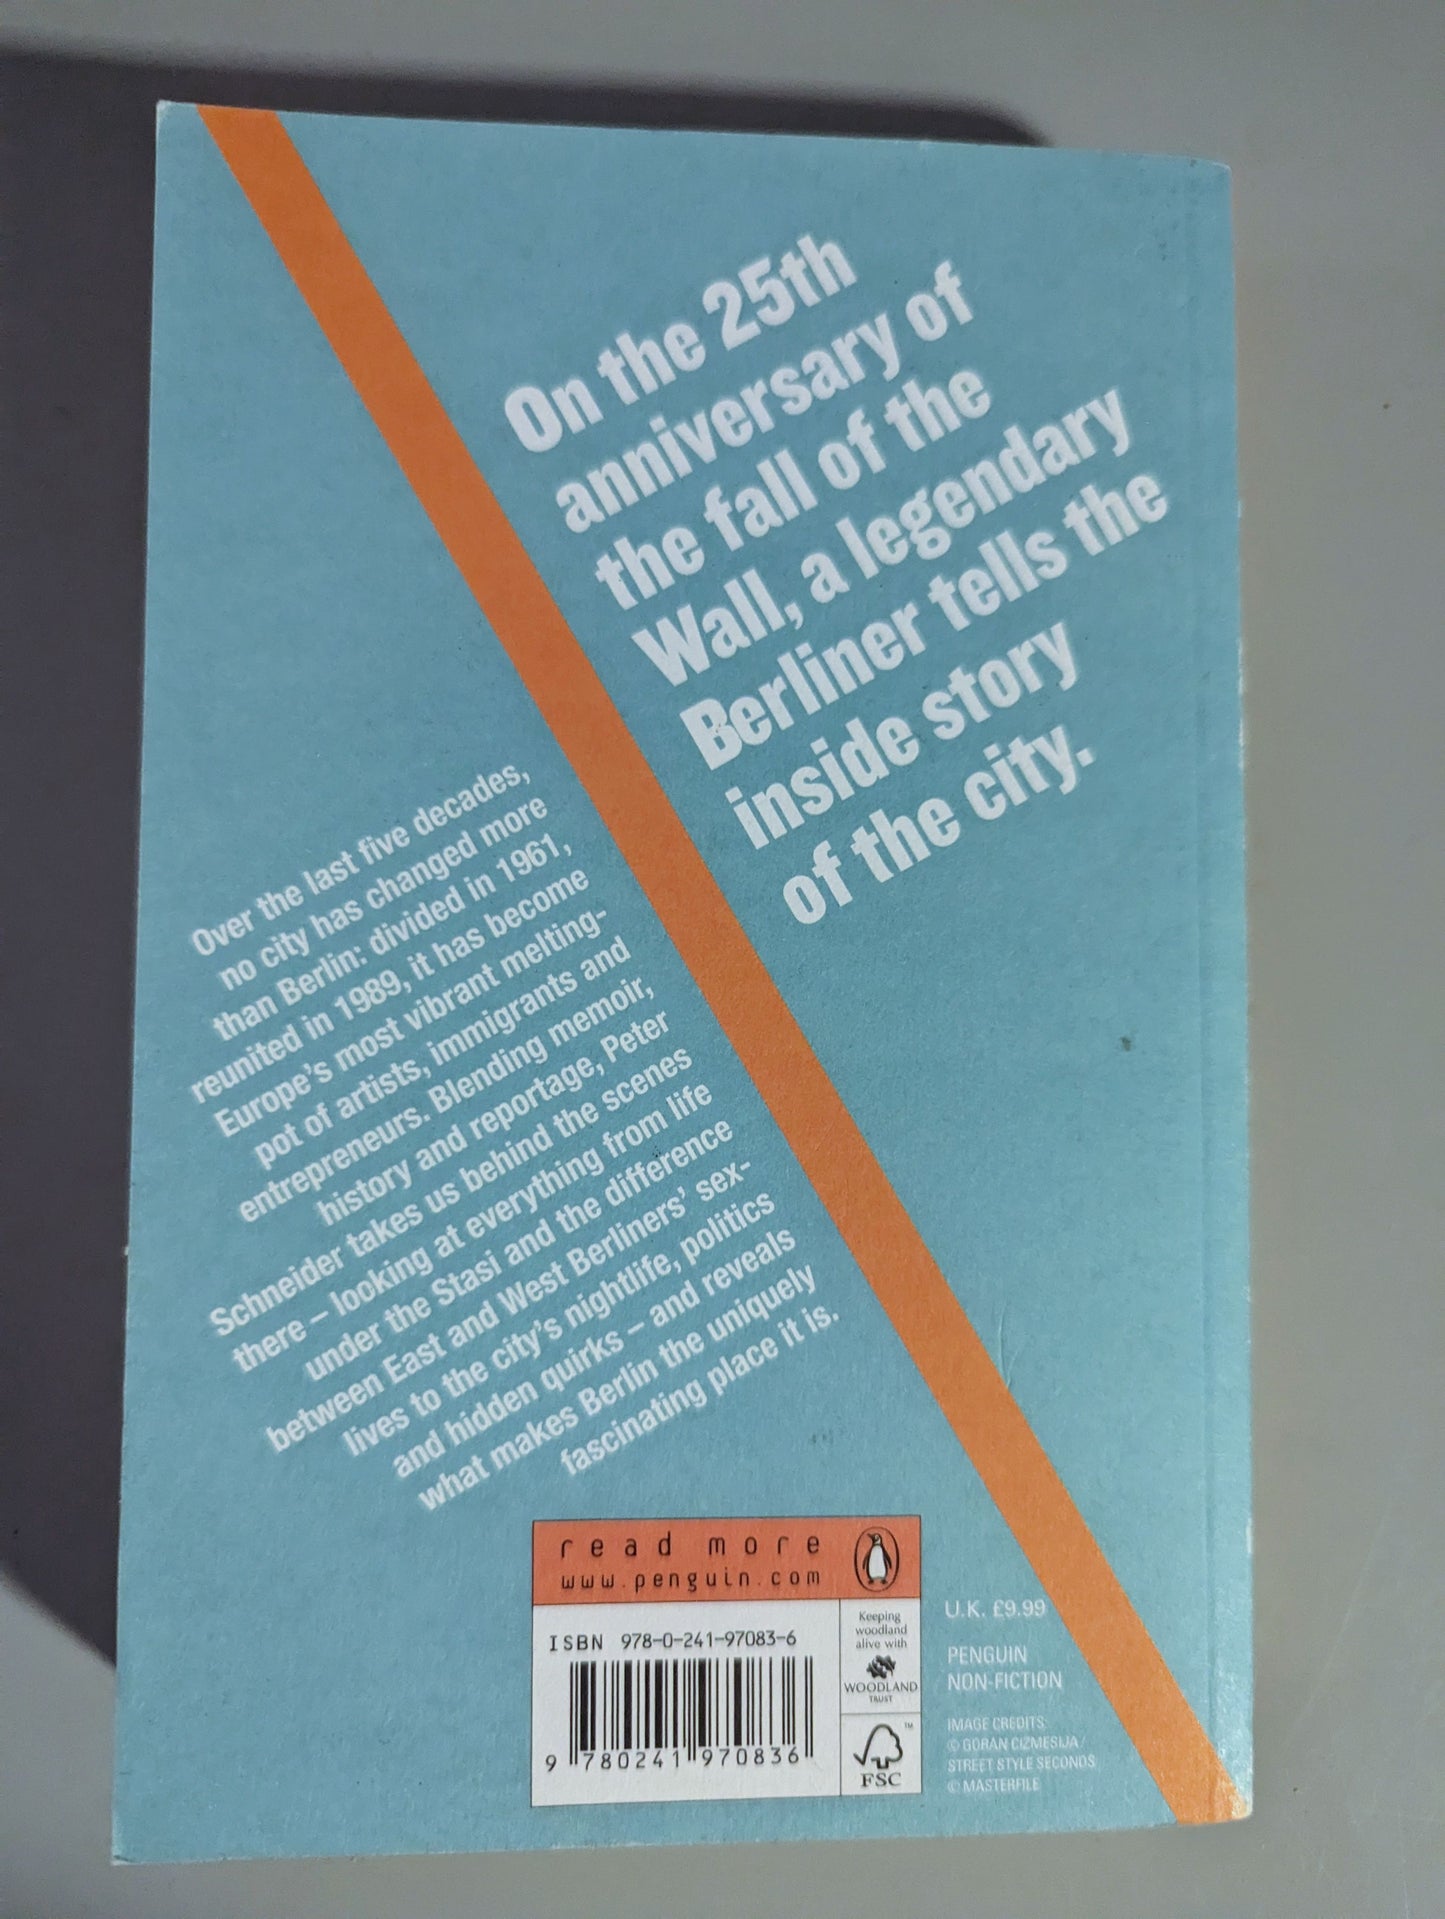 On the 25th
anniversary of
the fall of the
Wall, a legendary
Berliner tells the
inside story
of the city.
Over the last five decades,
no city has changed more
than Berlin: divided in 1961,
reunited in 1989, it has become
Europe's most vibrant melting-
pot of artists, immigrants and
entrepreneurs. Blending memoir,
history and reportage, Peter
Schneider takes us behind the scenes
there – looking at everything from life
under the Stasi and the difference
between East and West Berliners' sex-
lives to the city's nightlife, politics
and hidden quirks – and reveals
what makes Berlin the uniquely
fascinating place it is.
read more
www.penguin.com
ISBN 978-0-241-97083-6
9 780241 970836
Keeping
woodland
alive with
WOODLAND
TRUST
FSC
™
U.K. £9.99
PENGUIN
NON-FICTION
IMAGE CREDITS:
© GORAN CIZMESIJA/
STREET STYLE SECONDS
© MASTERFILE